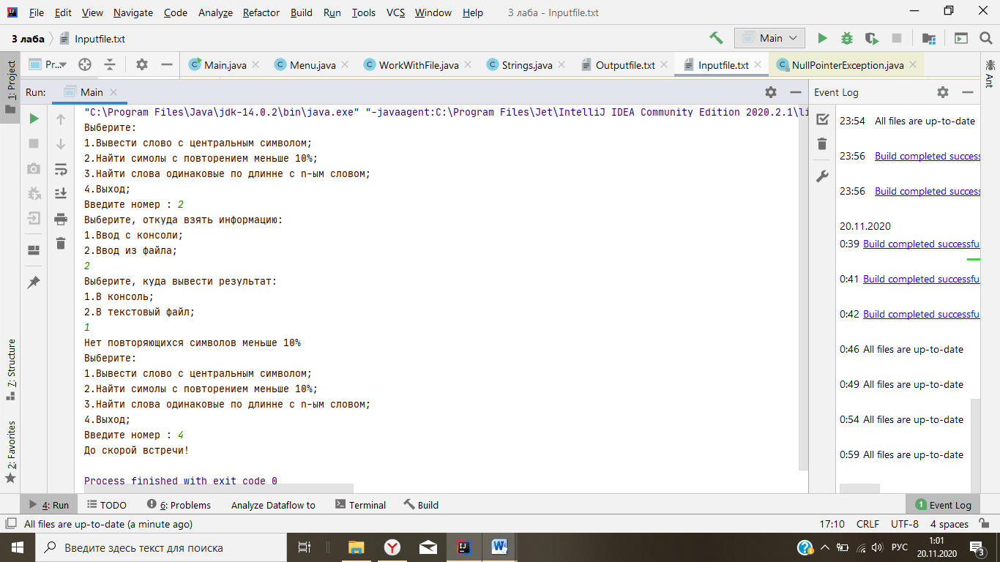 File Edit View Navigate Code Analyze Refactor Build Run Tools VCS Window Help 3 лаба - Inputfile.txt
3 лаба Inputfile.txt Main
1: Project
Pr... Main.java Menu.java WorkWithFile.java Strings.java Outputfile.txt Inputfile.txt NullPointerException.java
Ant
Run: Main
"C:\Program Files\Java\jdk-14.0.2\bin\java.exe" "-javaagent:C:\Program Files\Jet\IntelliJ IDEA Community Edition 2020.2.1\li
Выберите:
1.Вывести слово с центральным символом;
2.Найти симолы с повторением меньше 10%;
3.Найти слова одинаковые по длинне с n-ым словом;
4.Выход;
Введите номер : 2
Выберите, откуда взять информацию:
1.Ввод с консоли;
2.Ввод из файла;
2
Выберите, куда вывести результат:
1.В консоль;
2.В текстовый файл;
1
Нет повторяющихся символов меньше 10%
Выберите:
1.Вывести слово с центральным символом;
2.Найти симолы с повторением меньше 10%;
3.Найти слова одинаковые по длинне с n-ым словом;
4.Выход;
Введите номер : 4
До скорой встречи!
Process finished with exit code 0
Event Log
23:54 All files are up-to-date
23:56 Build completed success
23:56 Build completed success
20.11.2020
0:39 Build completed successfu
0:41 Build completed successfu
0:42 Build completed successfu
0:46 All files are up-to-date
0:49 All files are up-to-date
0:54 All files are up-to-date
0:59 All files are up-to-date
7: Structure
2: Favorites
4: Run TODO 6: Problems Analyze Dataflow to Terminal Build 1 Event Log
All files are up-to-date (a minute ago) 17:10 CRLF UTF-8 4 spaces
Введите здесь текст для поиска РУС 1:01
20.11.2020 3